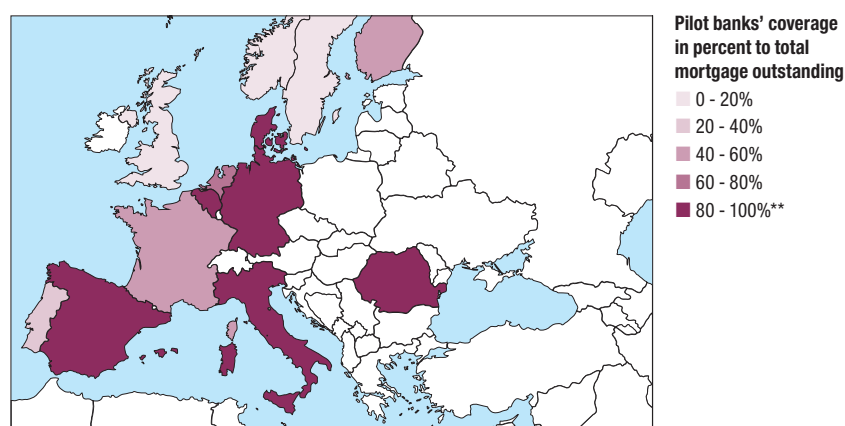 Pilot banks' coverage
in percent to total
mortgage outstanding
0 - 20%
20 - 40%
40 - 60%
60 - 80%
80 - 100%**